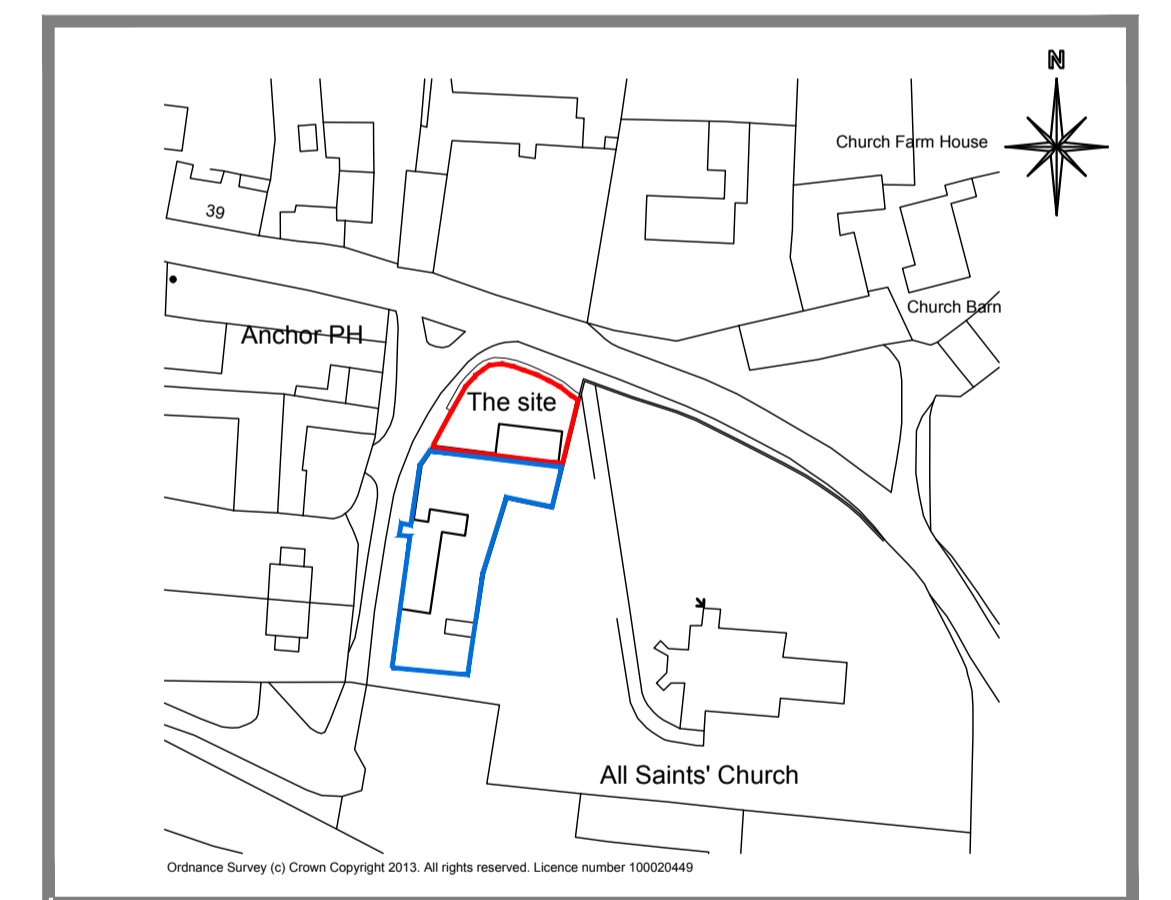 N
Church Farm House
39
Church Barn
Anchor PH
The site
All Saints' Church
Ordnance Survey (c) Crown Copyright 2013. All rights reserved. Licence number 100020449